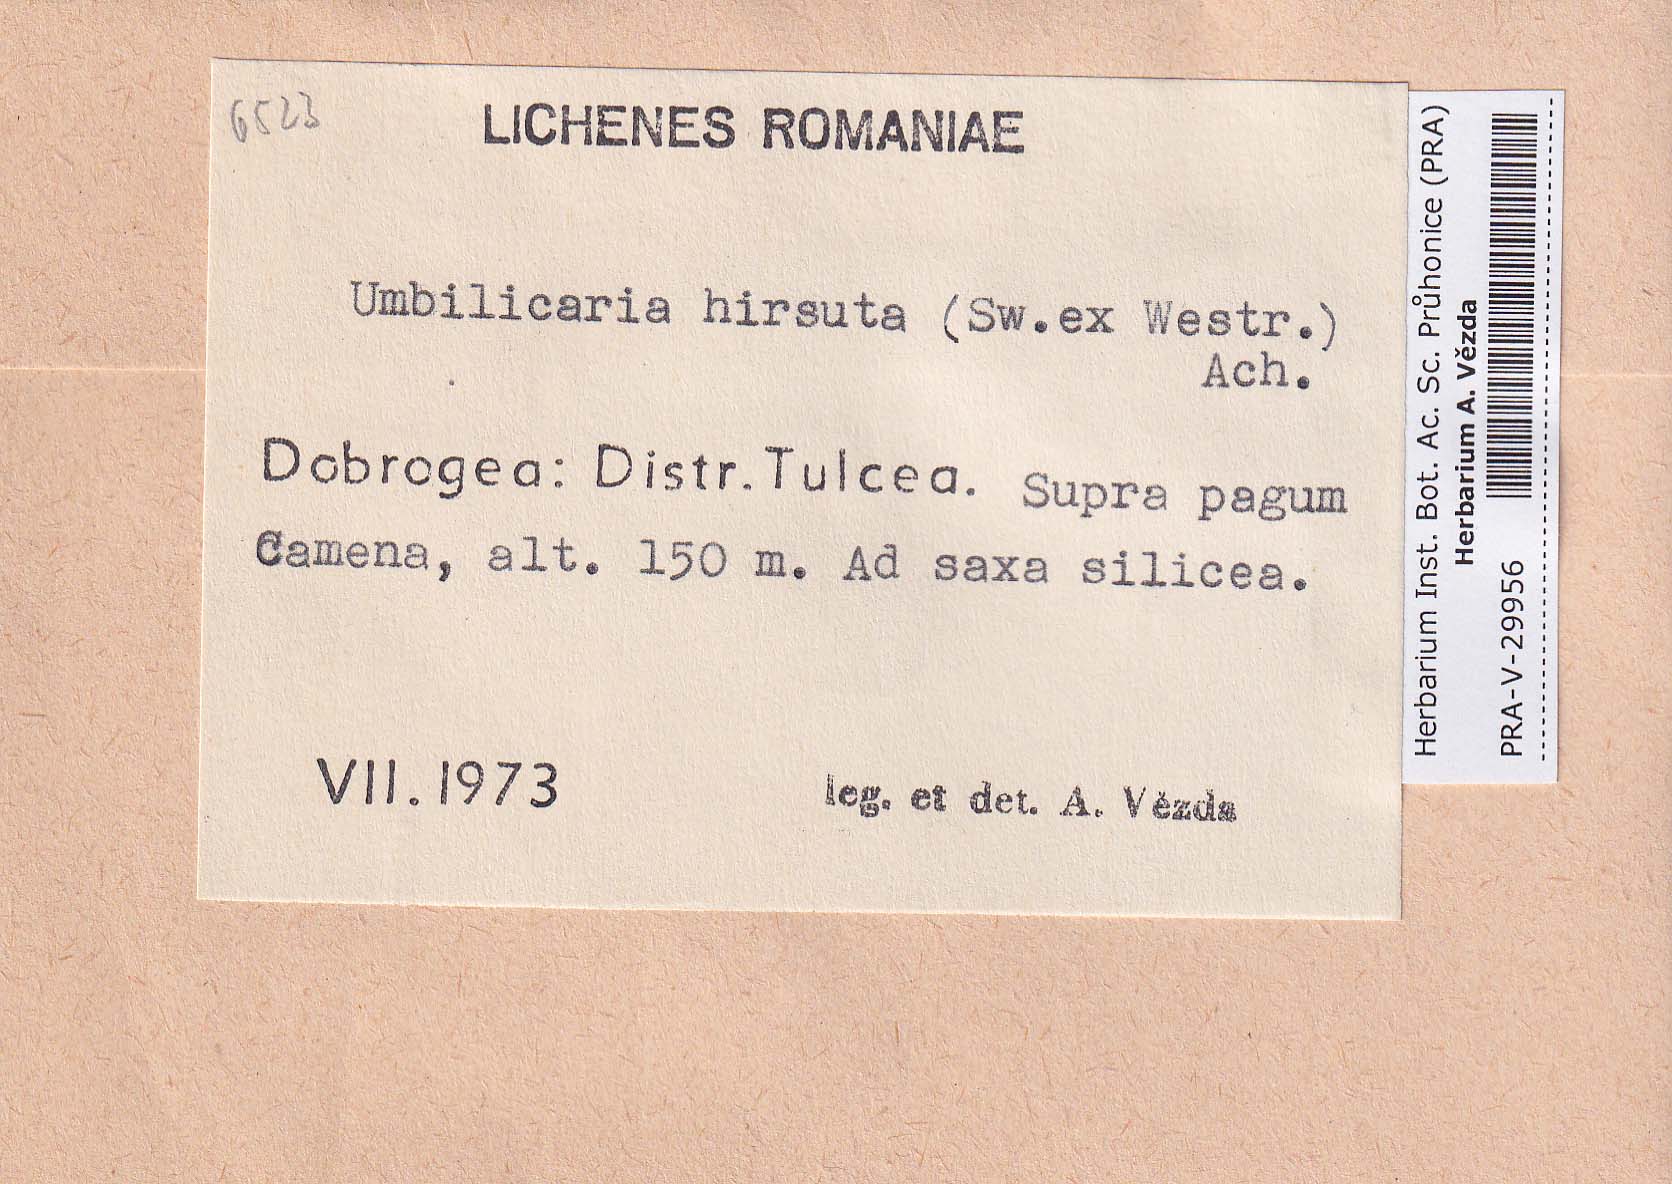 6523
LICHENES ROMANIAE
Umbilicaria hirsuta (Sw.ex Westr.)
Ach.
Dobrogea: Distr. Tulcea. Supra pagum
Camena, alt. 150 m. Ad saxa silicea.
VII. 1973
leg. et det. A. Vězda
Herbarium Inst. Bot. Ac. Sc. Průhonice (PRA)
Herbarium A. Vězda
PRA-V-29956